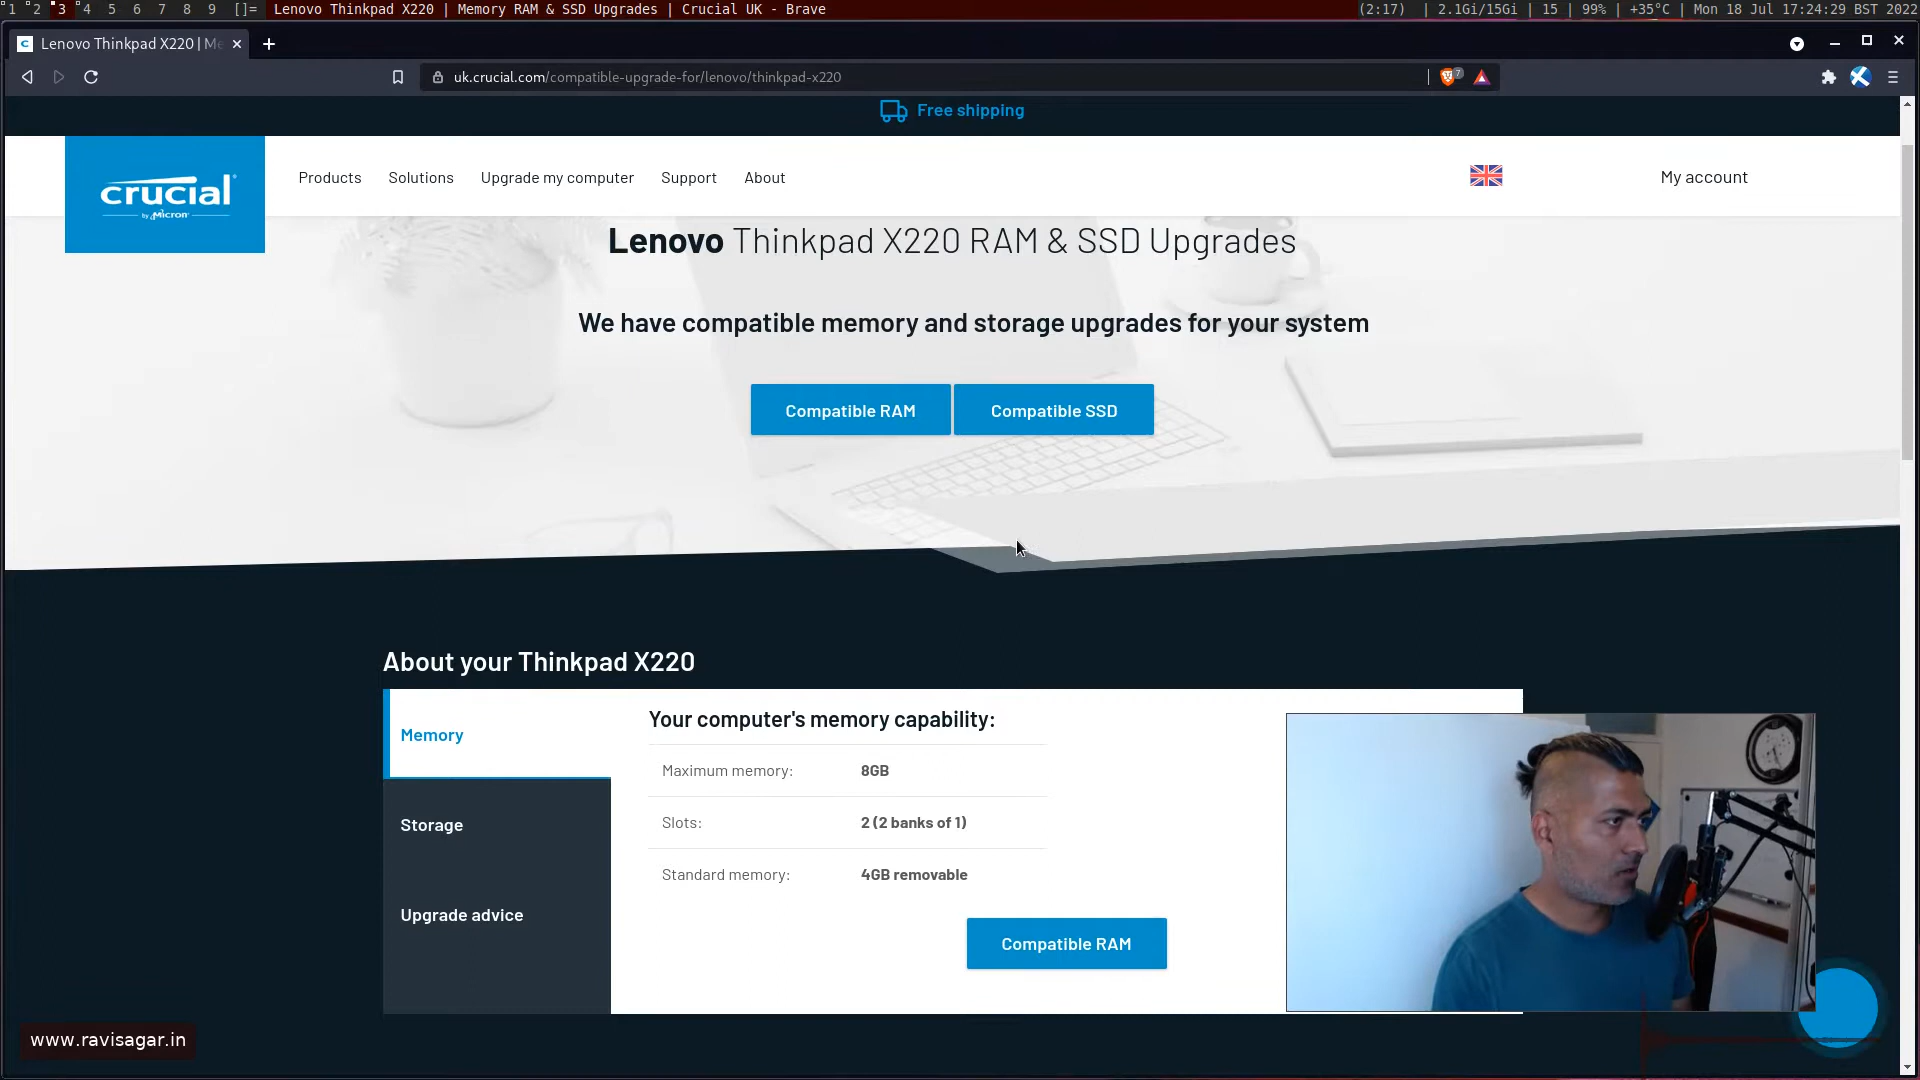 1 2 3 4 5 6 7 8 9 []= Lenovo Thinkpad X220 | Memory RAM & SSD Upgrades | Crucial UK - Brave (2:17) | 2.1Gi/15Gi | 15 | 99% | +35°C | Mon 18 Jul 17:24:29 BST 2022
Lenovo Thinkpad X220 | Me
uk.crucial.com/compatible-upgrade-for/lenovo/thinkpad-x220
7
Free shipping
crucial
by Micron
Products Solutions Upgrade my computer Support About My account
Lenovo Thinkpad X220 RAM & SSD Upgrades
We have compatible memory and storage upgrades for your system
Compatible RAM Compatible SSD
About your Thinkpad X220
Memory
Storage
Upgrade advice
Your computer's memory capability:
Maximum memory: 8GB
Slots: 2 (2 banks of 1)
Standard memory: 4GB removable
Compatible RAM
www.ravisagar.in